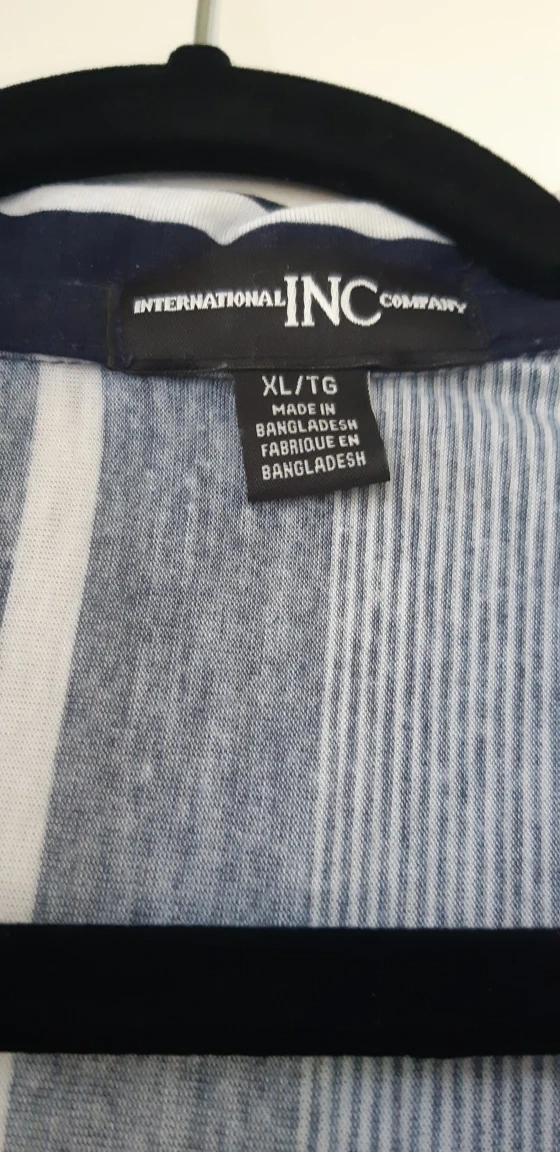 INTERNATIONAL INC COMPANY
XL/TG
MADE IN
BANGLADESH
FABRIQUE EN
BANGLADESH